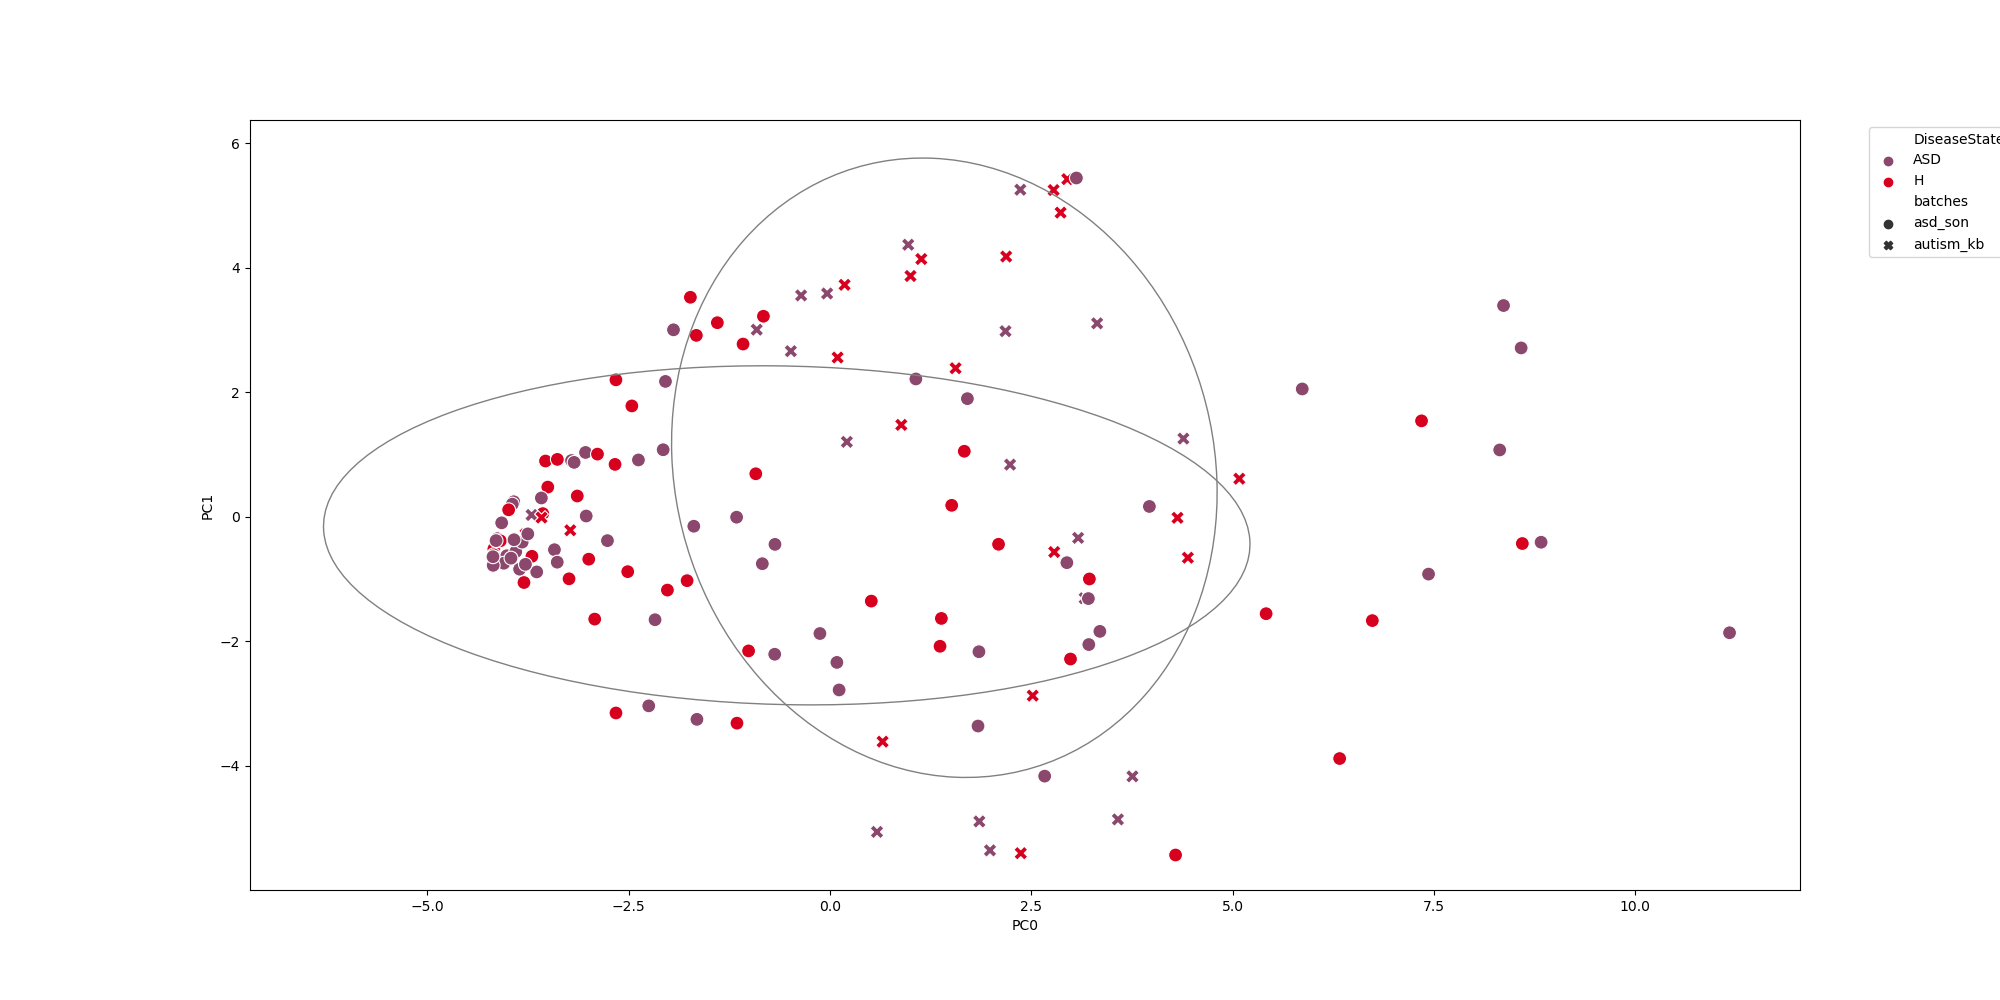 DiseaseState
ASD
H
batches
asd_son
autism_kb
6
4
2
0
−2
−4
PC1
−5.0 −2.5 0.0 2.5 5.0 7.5 10.0
PC0